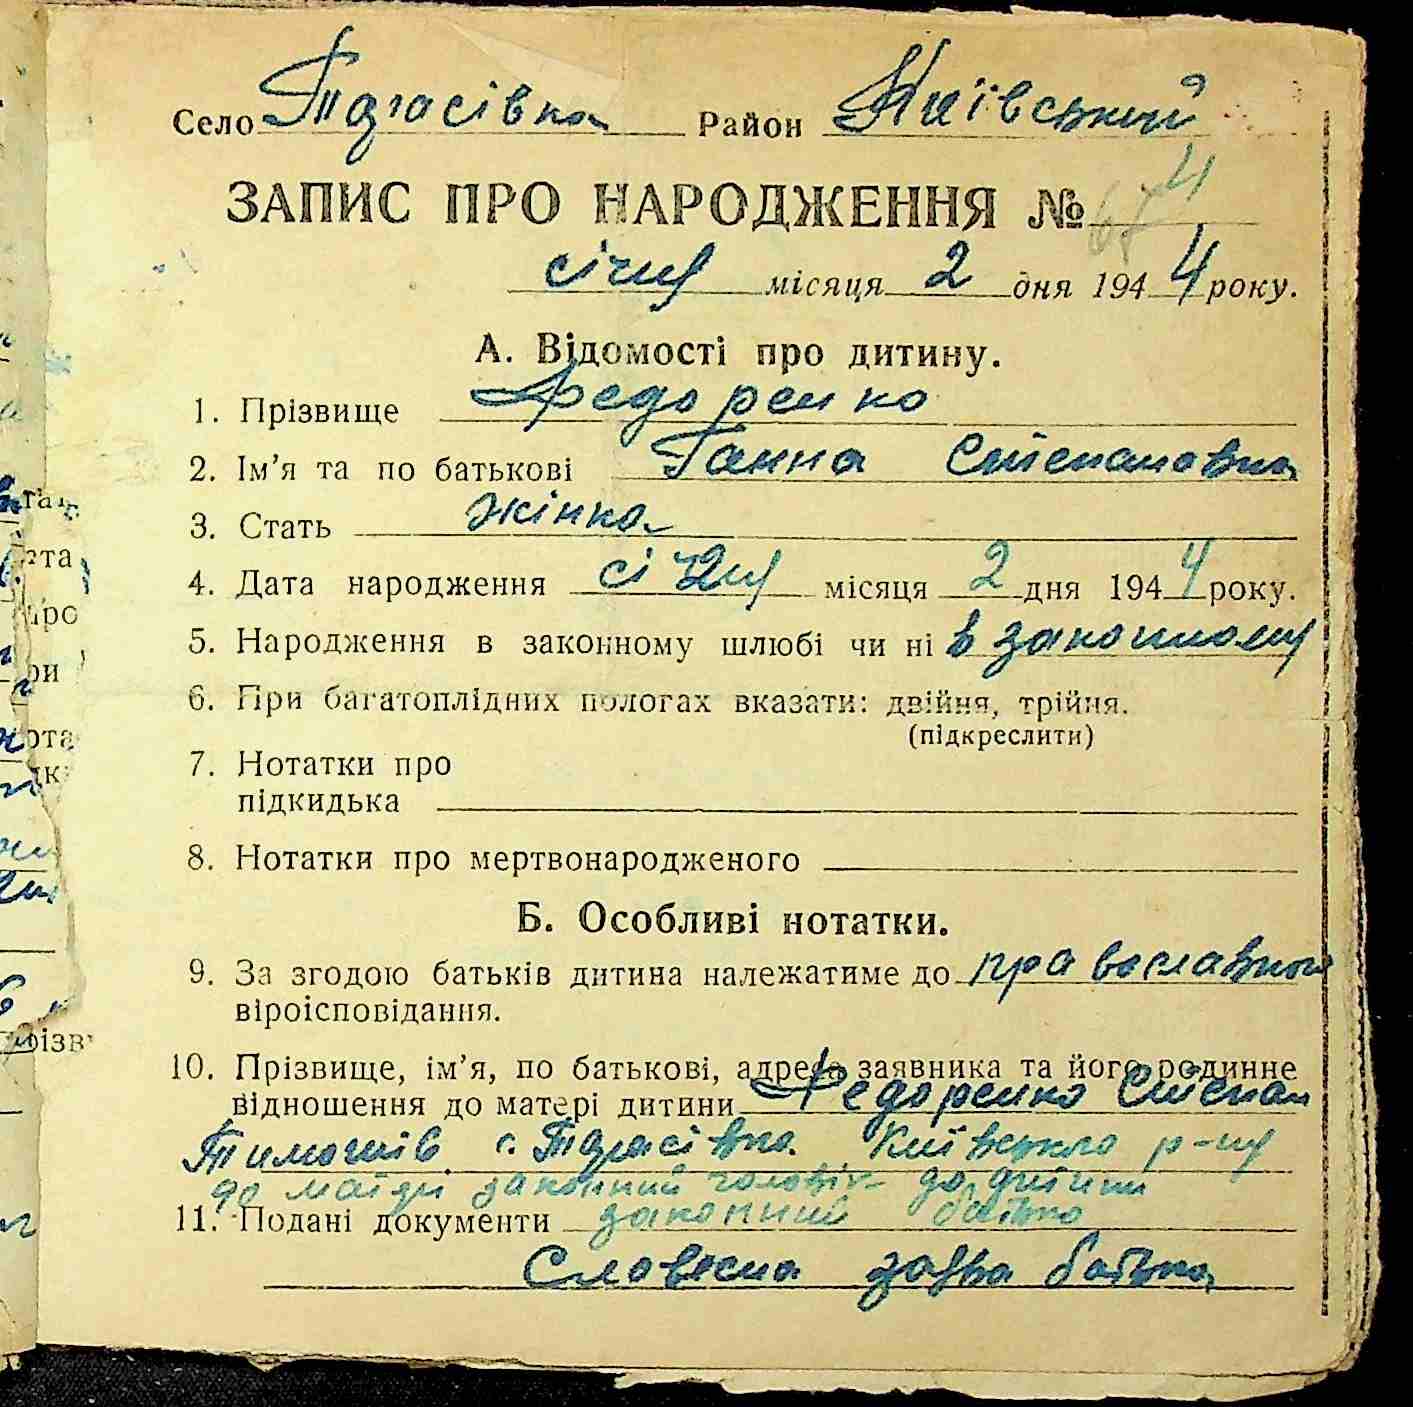 Село Тарасівка Район Київський
ЗАПИС ПРО НАРОДЖЕННЯ № 4
січня місяця 2 дня 1944 року.
А. Відомості про дитину.
1. Прізвище Федоренко
2. Ім'я та по батькові Ганна Степановна
3. Стать жінка
4. Дата народження січня місяця 2 дня 1944 року.
5. Народження в законному шлюбі чи ні в законному
6. При багатоплідних пологах вказати: двійня, трійня.
(підкреслити)
7. Нотатки про
підкидька
8. Нотатки про мертвонародженого
Б. Особливі нотатки.
9. За згодою батьків дитина належатиме до православного
віроісповідання.
10. Прізвище, ім'я, по батькові, адреса заявника та його родинне
відношення до матері дитини Федоренко Степан
с. Тарасівка Київського р-ну
до матери законний чоловік до дитини
11. Подані документи законний батько
Словесна заява батька